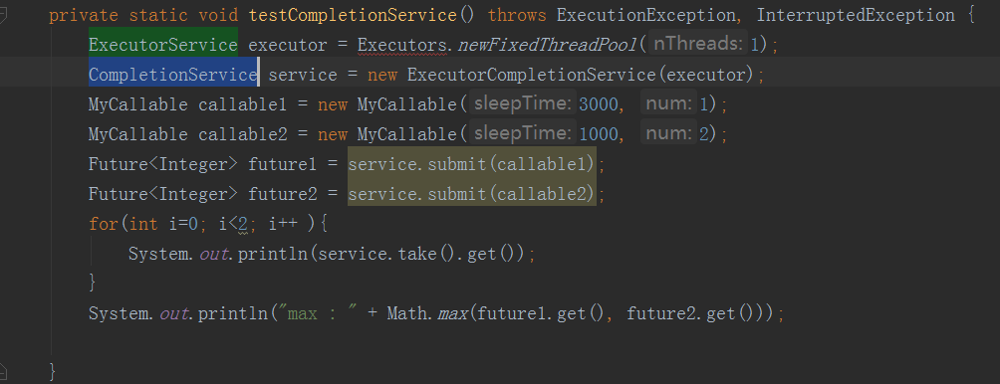 private static void testCompletionService() throws ExecutionException, InterruptedException {
ExecutorService executor = Executors.newFixedThreadPool( nThreads: 1);
CompletionService service = new ExecutorCompletionService(executor);
MyCallable callable1 = new MyCallable( sleepTime: 3000, num: 1);
MyCallable callable2 = new MyCallable( sleepTime: 1000, num: 2);
Future<Integer> future1 = service.submit(callable1);
Future<Integer> future2 = service.submit(callable2);
for(int i=0; i<2; i++ ){
System.out.println(service.take().get());
}
System.out.println("max : " + Math.max(future1.get(), future2.get()));
}